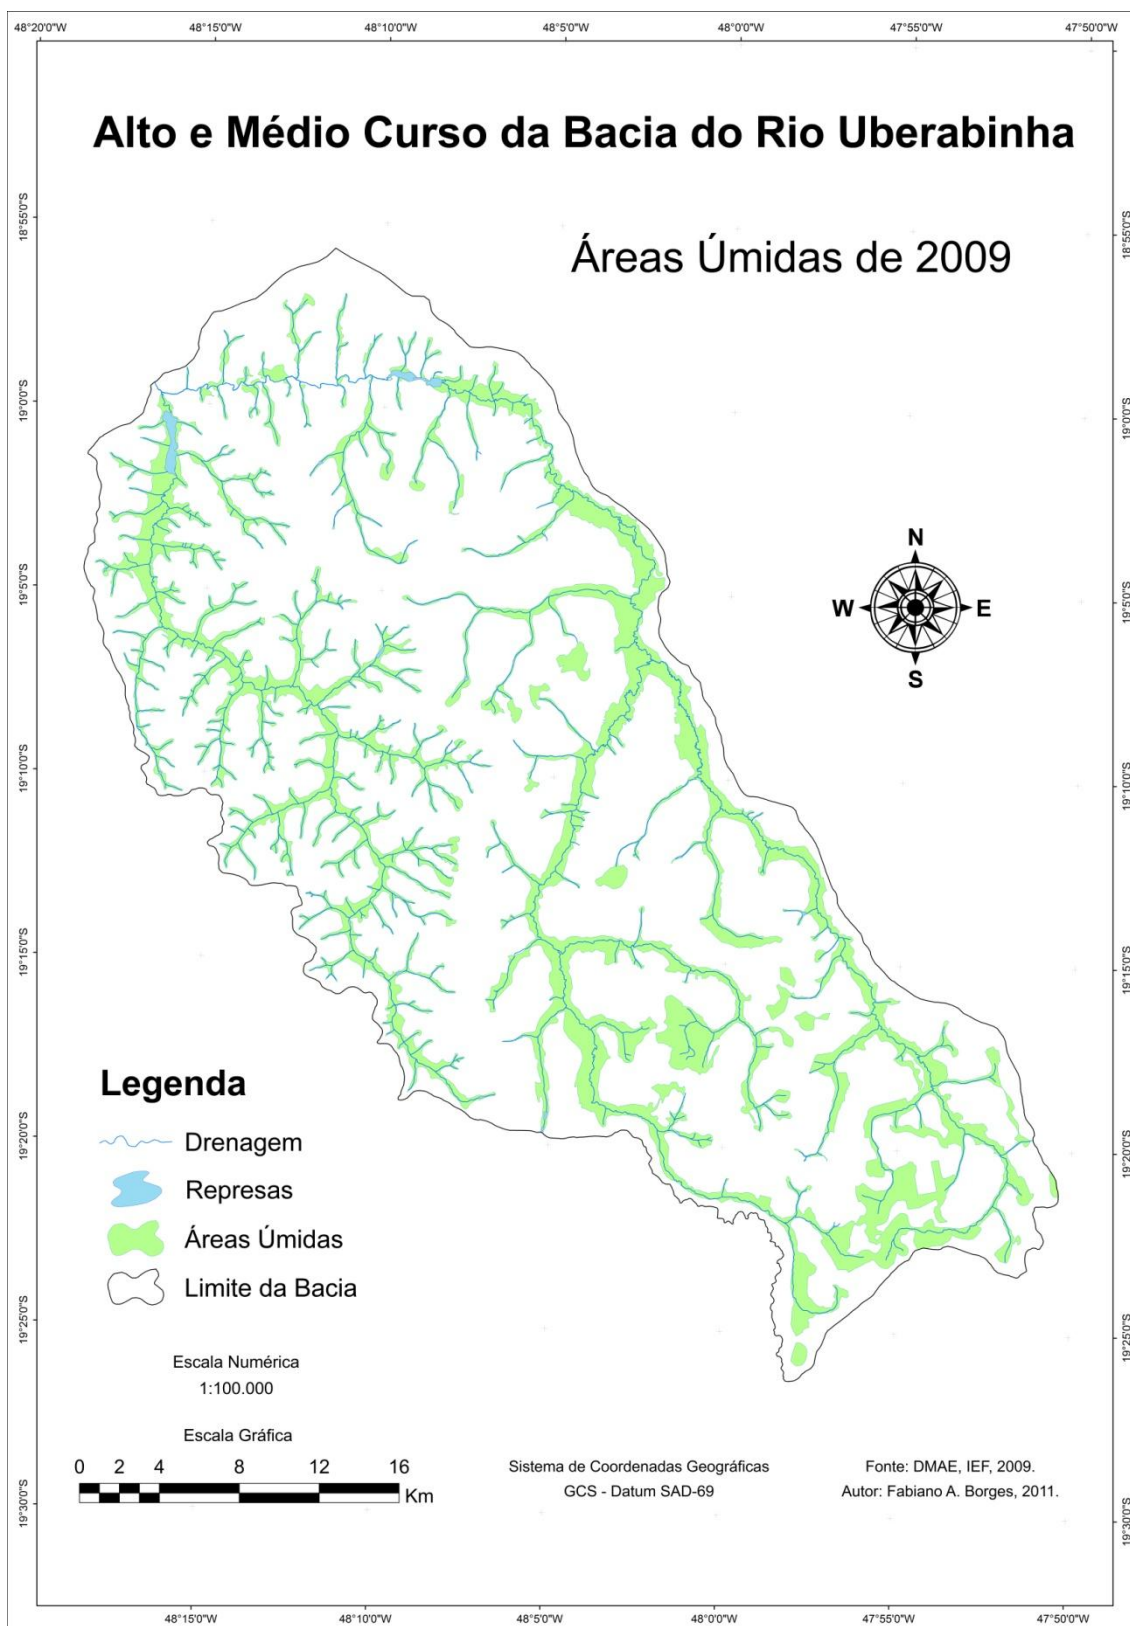 48°20'0"W 48°15'0"W 48°10'0"W 48°5'0"W 48°0'0"W 47°55'0"W 47°50'0"W
Alto e Médio Curso da Bacia do Rio Uberabinha
18°55'0"S
18°55'0"S
Áreas Úmidas de 2009
19°0'0"S
19°0'0"S
N
W
E
S
19°5'0"S
19°5'0"S
19°10'0"S
19°10'0"S
19°15'0"S
19°15'0"S
Legenda
Drenagem
19°20'0"S
19°20'0"S
Represas
Áreas Úmidas
Limite da Bacia
19°25'0"S
19°25'0"S
Escala Numérica
1:100.000
Escala Gráfica
0 2 4 8 12 16
Km
Sistema de Coordenadas Geográficas
GCS - Datum SAD-69
Fonte: DMAE, IEF, 2009.
Autor: Fabiano A. Borges, 2011.
19°30'0"S
19°30'0"S
48°15'0"W 48°10'0"W 48°5'0"W 48°0'0"W 47°55'0"W 47°50'0"W